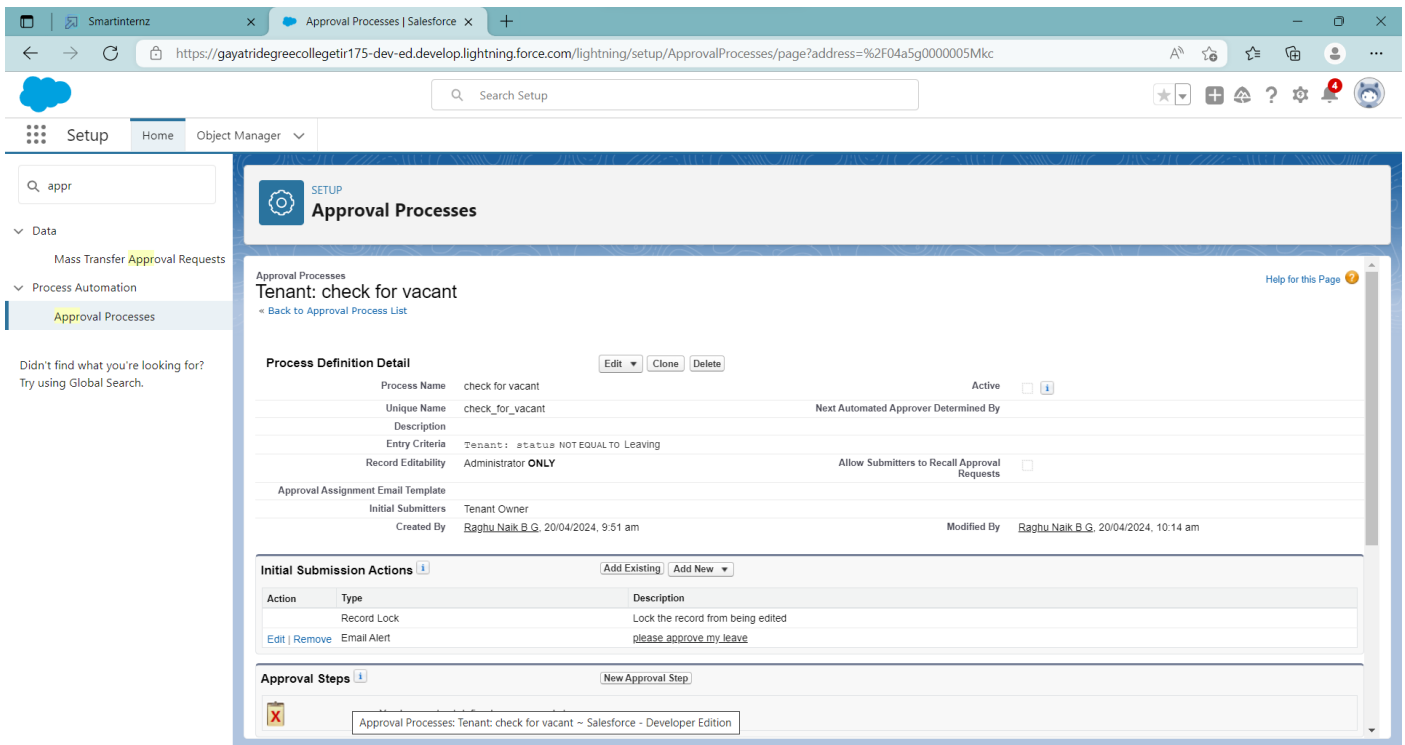 Smartinternz
Approval Processes | Salesforce
https://gayatridegreecollegetir175-dev-ed.develop.lightning.force.com/lightning/setup/ApprovalProcesses/page?address=%2F04a5g0000005Mkc
Search Setup
4
Setup Home Object Manager
appr
Data
Mass Transfer Approval Requests
Process Automation
Approval Processes
Didn't find what you're looking for?
Try using Global Search.
SETUP
Approval Processes
Approval Processes
Tenant: check for vacant
« Back to Approval Process List
Help for this Page
Process Definition Detail Edit Clone Delete
Process Name check for vacant Active
Unique Name check_for_vacant Next Automated Approver Determined By
Description
Entry Criteria Tenant: status NOT EQUAL TO Leaving
Record Editability Administrator ONLY Allow Submitters to Recall Approval
Requests
Approval Assignment Email Template
Initial Submitters Tenant Owner
Created By Raghu Naik B G, 20/04/2024, 9:51 am Modified By Raghu Naik B G, 20/04/2024, 10:14 am
Initial Submission Actions Add Existing Add New
Action Type Description
Record Lock Lock the record from being edited
Edit | Remove Email Alert please approve my leave
Approval Steps New Approval Step
Approval Processes: Tenant: check for vacant ~ Salesforce - Developer Edition